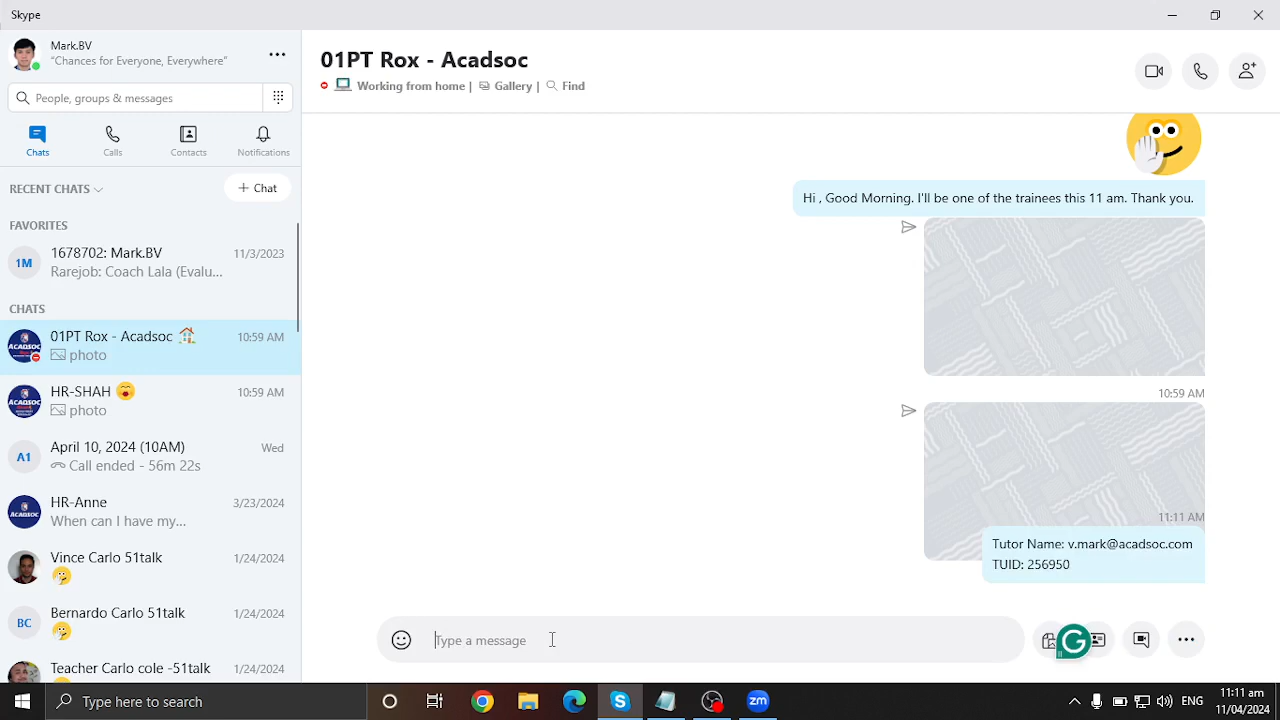 Skype
Mark.BV
"Chances for Everyone, Everywhere"
People, groups & messages
Chats
Calls
Contacts
Notifications
RECENT CHATS
Chat
FAVORITES
1M
1678702: Mark.BV
11/3/2023
Rarejob: Coach Lala (Evalu...
CHATS
ACADSOC
01PT Rox - Acadsoc
10:59 AM
photo
ACADSOC
HR-SHAH
10:59 AM
photo
A1
April 10, 2024 (10AM)
Wed
Call ended - 56m 22s
ACADSOC
HR-Anne
3/23/2024
When can I have my...
Vince Carlo 51talk
1/24/2024
BC
Bernardo Carlo 51talk
1/24/2024
Teacher Carlo cole -51talk
1/24/2024
01PT Rox - Acadsoc
Working from home | Gallery | Find
Hi , Good Morning. I'll be one of the trainees this 11 am. Thank you.
10:59 AM
11:11 AM
Tutor Name: v.mark@acadsoc.com
TUID: 256950
Type a message
G
Type here to search
S
zm
ENG
11:11 am
11/04/2024